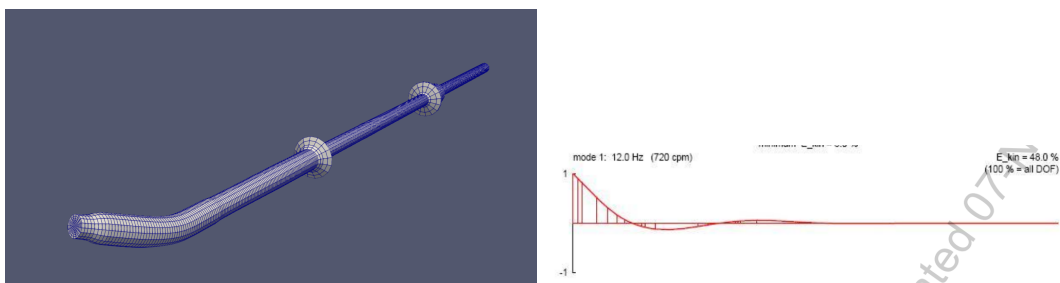 mode 1: 12.0 Hz (720 cpm)
E_kin = 48.0 %
(100 % = all DOF)
1
-1